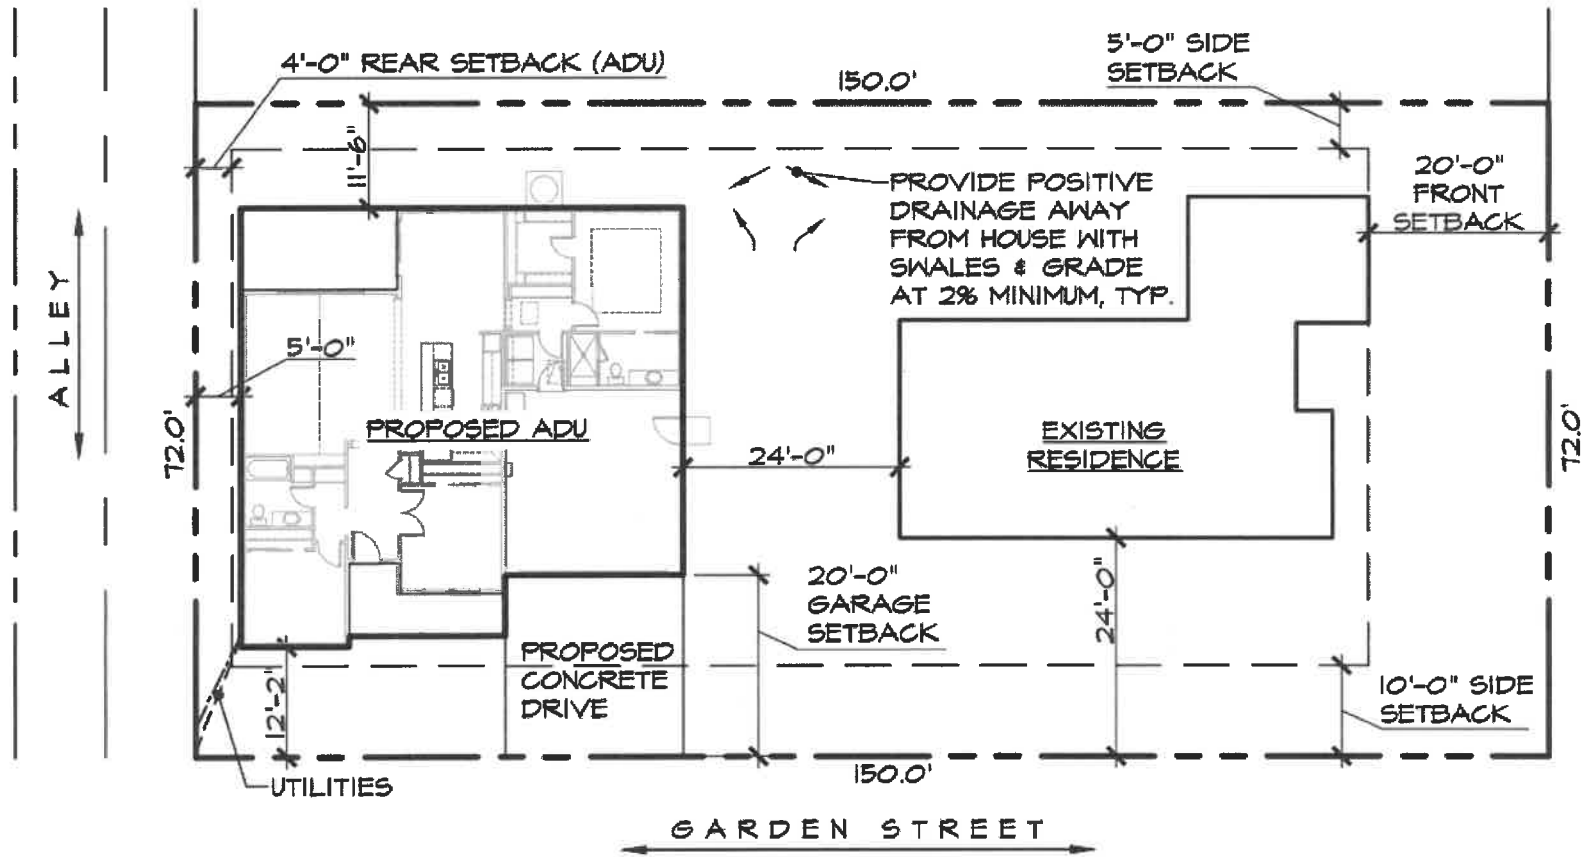 4'-0" REAR SETBACK (ADU)
150.0'
5'-0" SIDE
SETBACK
11'-6"
PROVIDE POSITIVE
DRAINAGE AWAY
FROM HOUSE WITH
SWALES & GRADE
AT 2% MINIMUM, TYP.
20'-0"
FRONT
SETBACK
ALLEY
5'-0"
72.0'
PROPOSED ADU
24'-0"
EXISTING
RESIDENCE
72.0'
20'-0"
GARAGE
SETBACK
24'-0"
PROPOSED
CONCRETE
DRIVE
12'-2"
10'-0" SIDE
SETBACK
UTILITIES
150.0'
GARDEN STREET